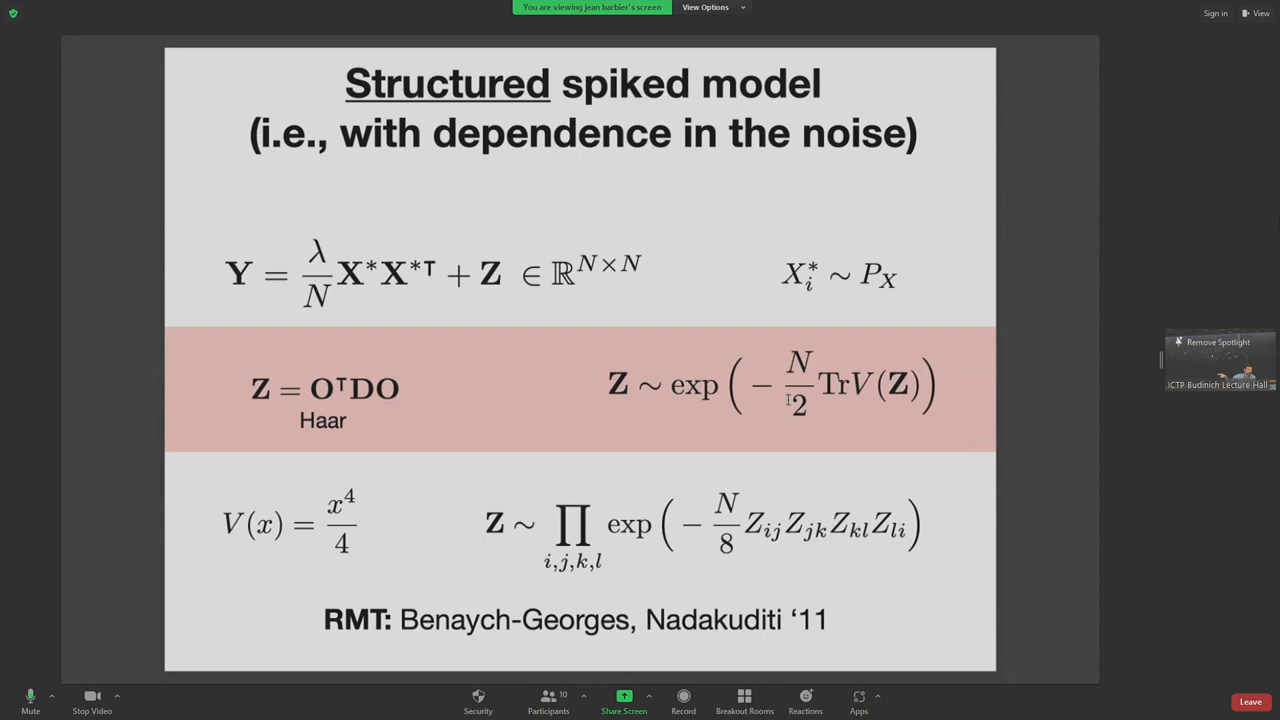 You are viewing jean barbier's screen
View Options
Sign in
View
Structured spiked model
(i.e., with dependence in the noise)
Y = λ/N X*X*ᵀ + Z ∈ ℝ^{N×N}
X_i^* ~ P_X
Z = OᵀDO
Haar
Z ~ exp( − N/2 TrV(Z) )
V(x) = x⁴/4
Z ~ ∏_{i,j,k,l} exp( − N/8 Z_{ij}Z_{jk}Z_{kl}Z_{li} )
RMT: Benaych-Georges, Nadakuditi ‘11
Remove Spotlight
ICTP Budinich Lecture Hall
Mute
Stop Video
Security
10
Participants
Share Screen
Record
Breakout Rooms
Reactions
Apps
Leave